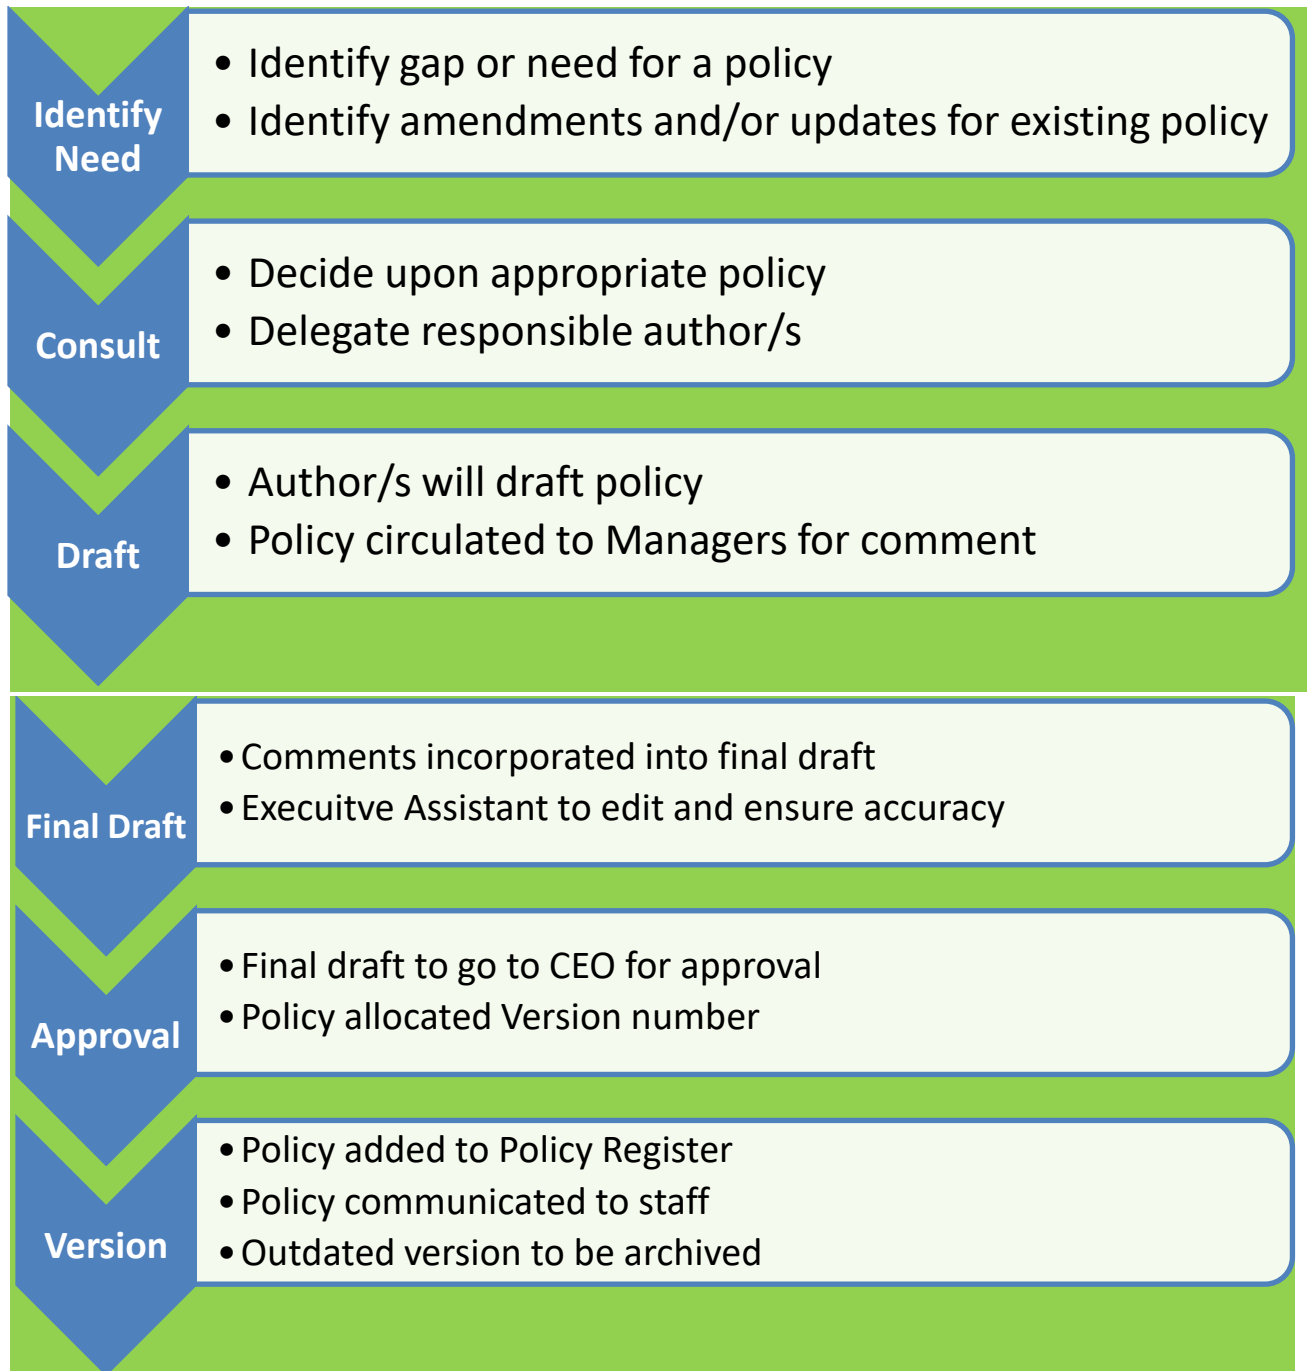 Identify
Need
• Identify gap or need for a policy
• Identify amendments and/or updates for existing policy
Consult
• Decide upon appropriate policy
• Delegate responsible author/s
Draft
• Author/s will draft policy
• Policy circulated to Managers for comment
Final Draft
• Comments incorporated into final draft
• Execuitve Assistant to edit and ensure accuracy
Approval
• Final draft to go to CEO for approval
• Policy allocated Version number
Version
• Policy added to Policy Register
• Policy communicated to staff
• Outdated version to be archived